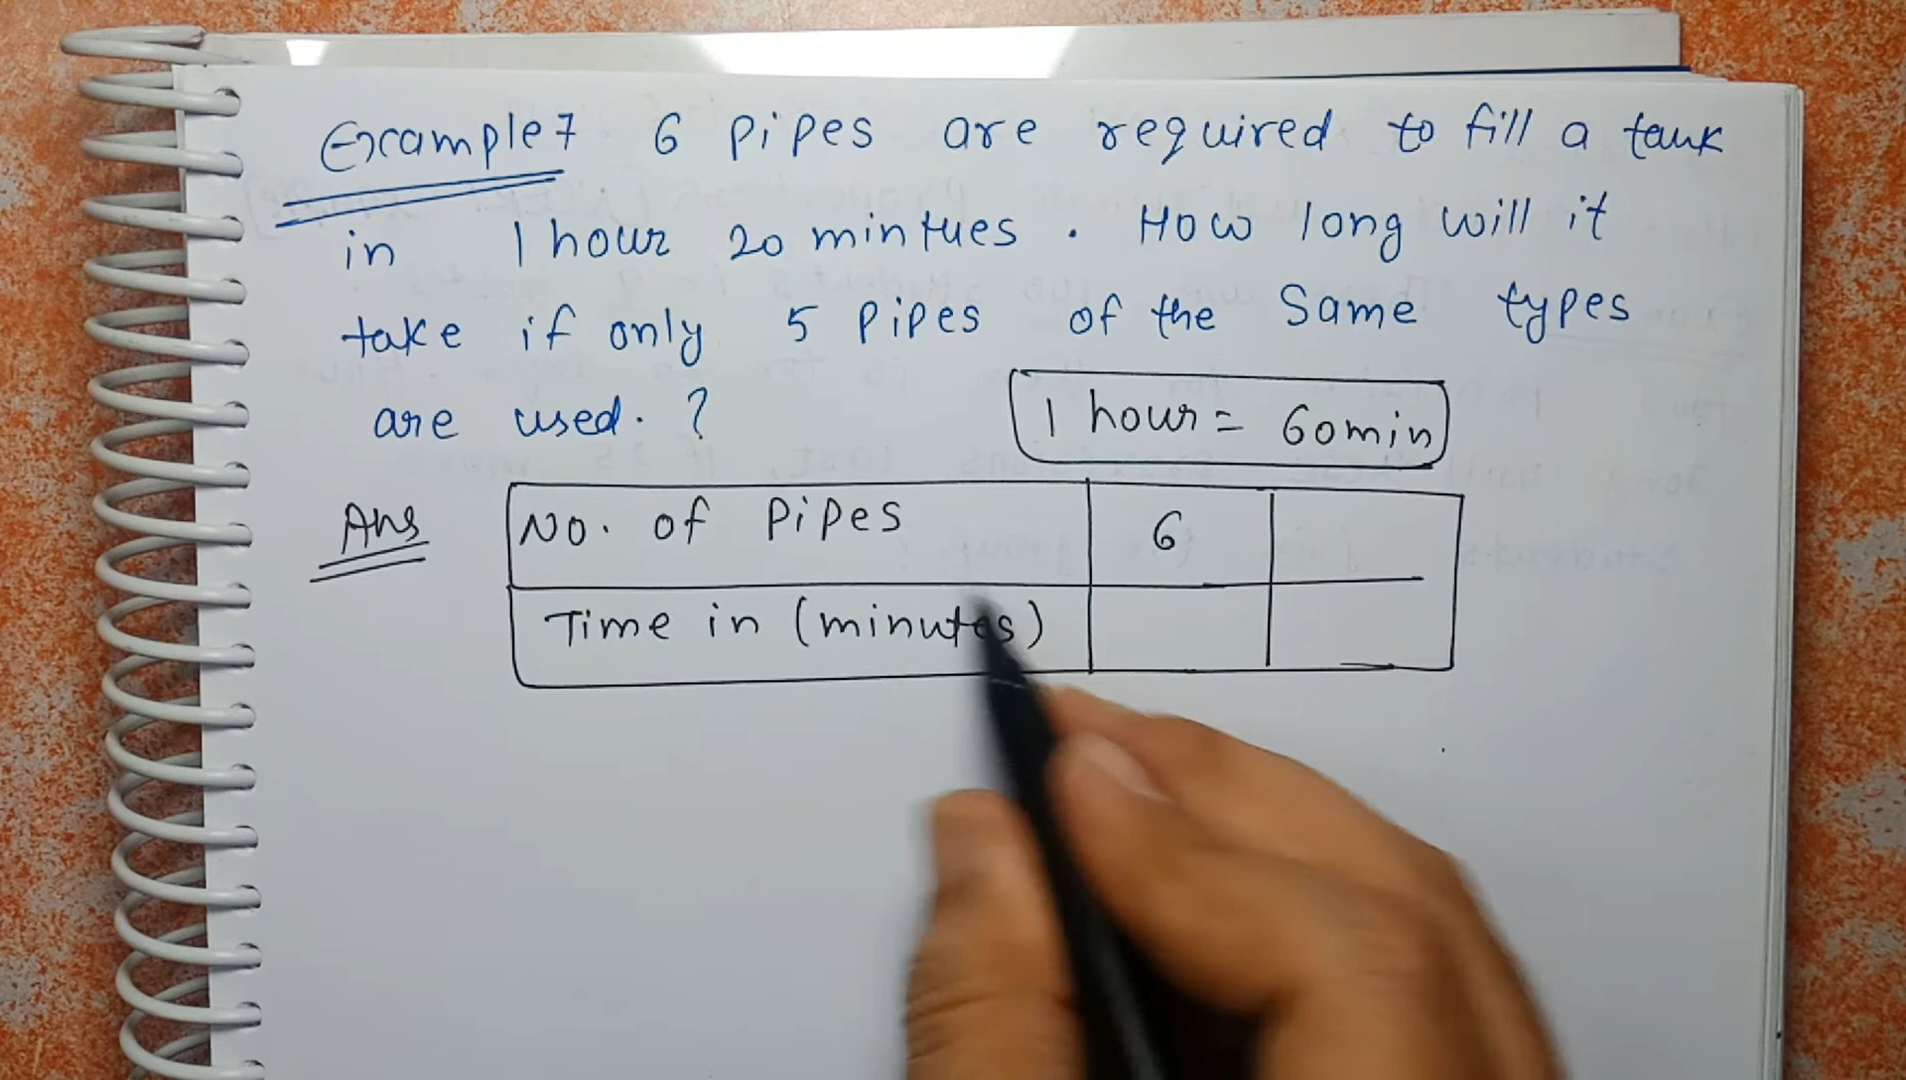 Example 7 6 pipes are required to fill a tank
in 1 hour 20 mintues. How long will it
take if only 5 pipes of the same types
are used. ?
1 hour = 60min
Ans
No. of Pipes 6
Time in (minutes)